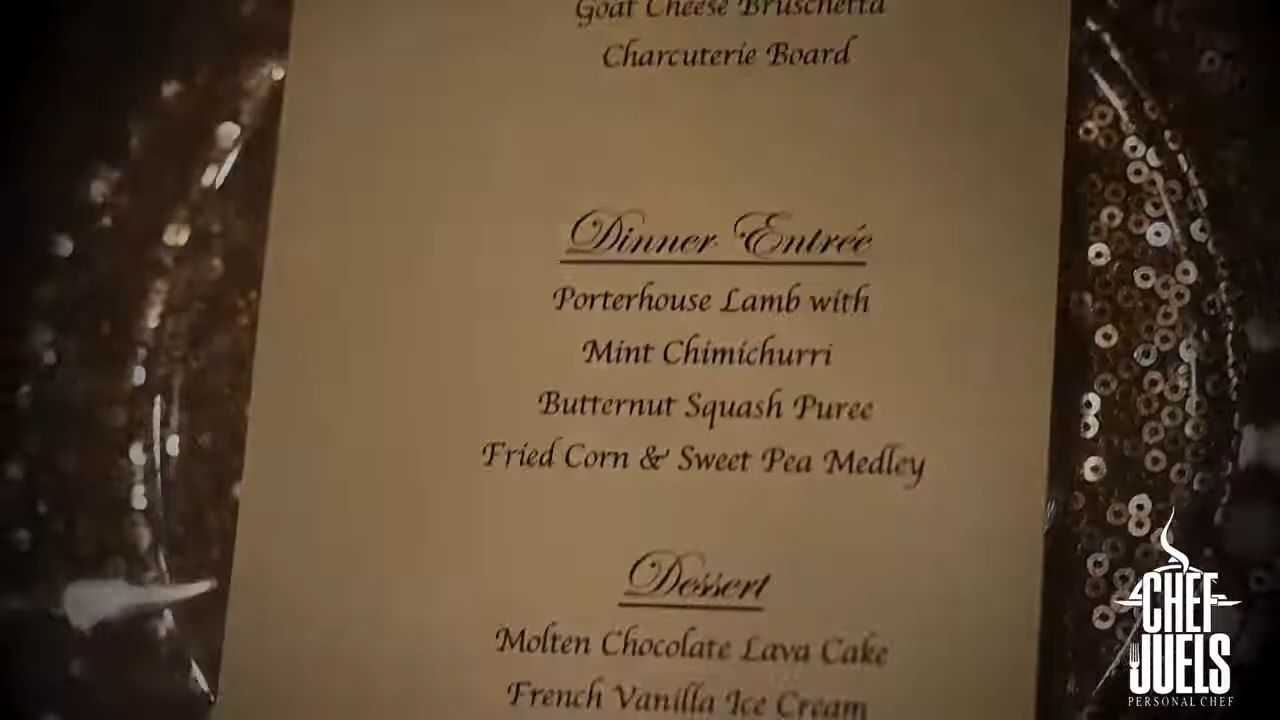 Goat Cheese Bruschetta
Charcuterie Board
Dinner Entrée
Porterhouse Lamb with
Mint Chimichurri
Butternut Squash Puree
Fried Corn & Sweet Pea Medley
Dessert
Molten Chocolate Lava Cake
French Vanilla Ice Cream
CHEF
JUELS
PERSONAL CHEF